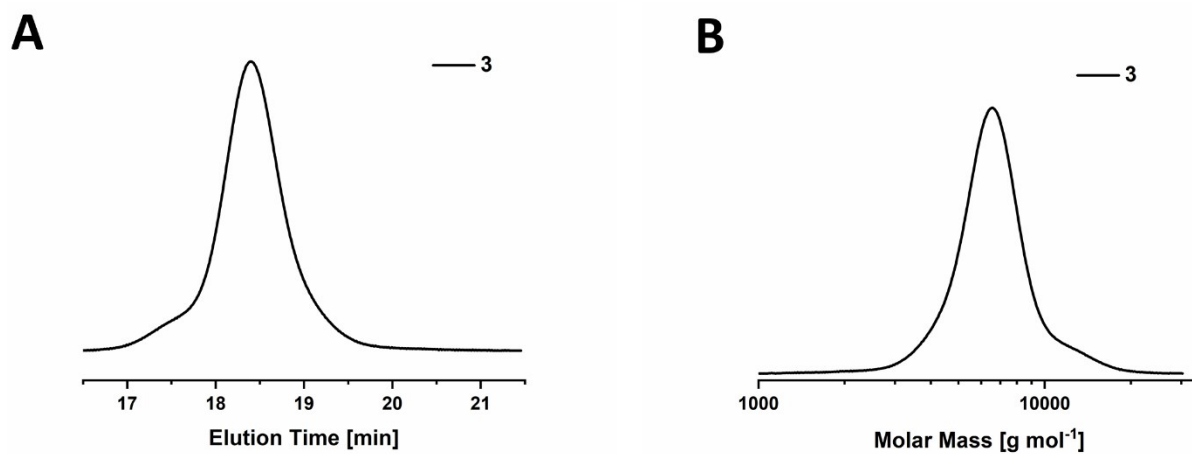 A
3
17 18 19 20 21
Elution Time [min]
B
3
1000 10000
Molar Mass [g mol⁻¹]